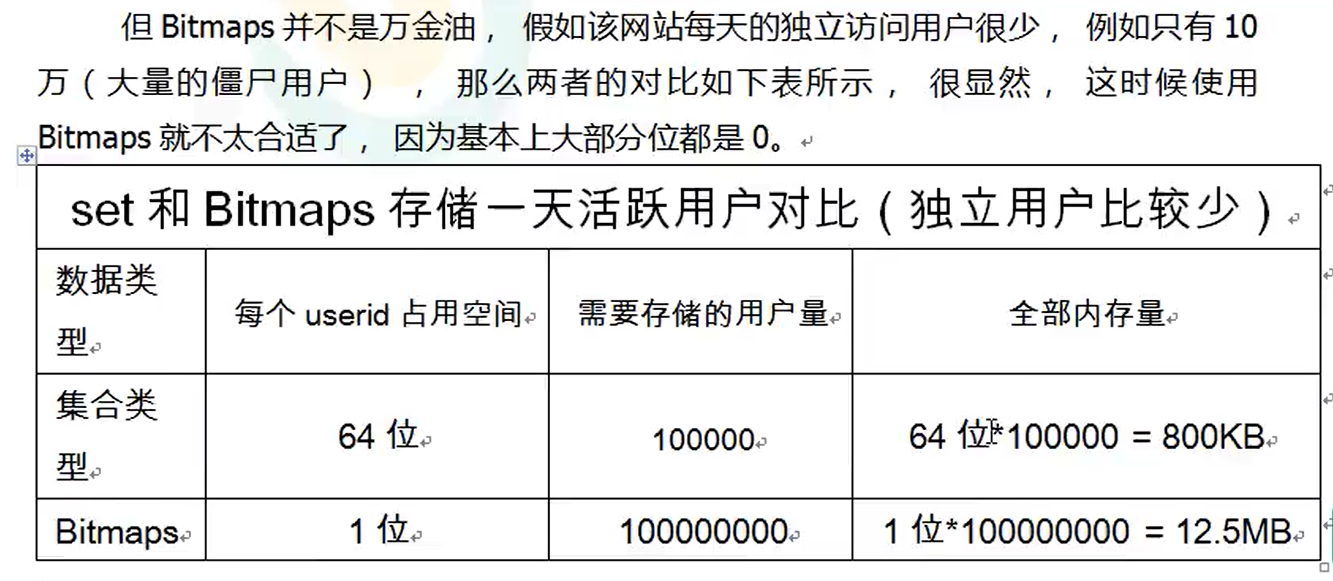 但 Bitmaps 并不是万金油， 假如该网站每天的独立访问用户很少， 例如只有 10
万（大量的僵尸用户） ， 那么两者的对比如下表所示， 很显然， 这时候使用
Bitmaps 就不太合适了， 因为基本上大部分位都是 0。
set 和 Bitmaps 存储一天活跃用户对比（独立用户比较少）
数据类
型
每个 userid 占用空间
需要存储的用户量
全部内存量
集合类
型
64 位
100000
64 位*100000 = 800KB
Bitmaps
1 位
100000000
1 位*100000000 = 12.5MB